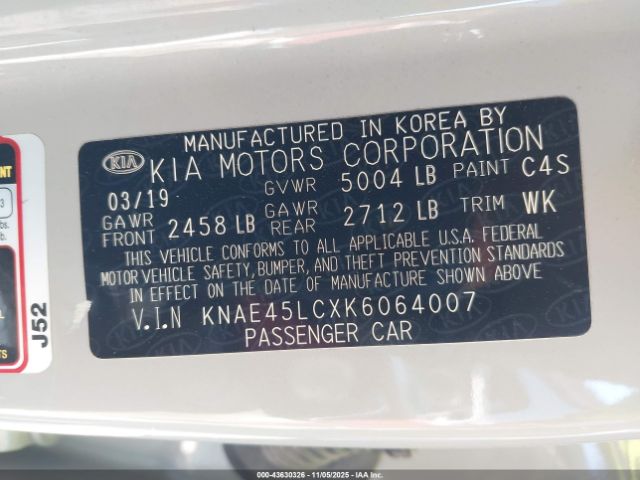 MANUFACTURED IN KOREA BY
KIA KIA MOTORS CORPORATION
03/19 GVWR 5004 LB PAINT C4S
GAWR FRONT 2458 LB GAWR REAR 2712 LB TRIM WK
THIS VEHICLE CONFORMS TO ALL APPLICABLE U.S.A. FEDERAL
MOTOR VEHICLE SAFETY, BUMPER, AND THEFT PREVENTION STANDARDS
IN EFFECT ON THE DATE OF MANUFACTURE SHOWN ABOVE
V.I.N KNAE45LCXK6064007
PASSENGER CAR
J52
000-43630326 - 11/05/2025 - IAAI.COM